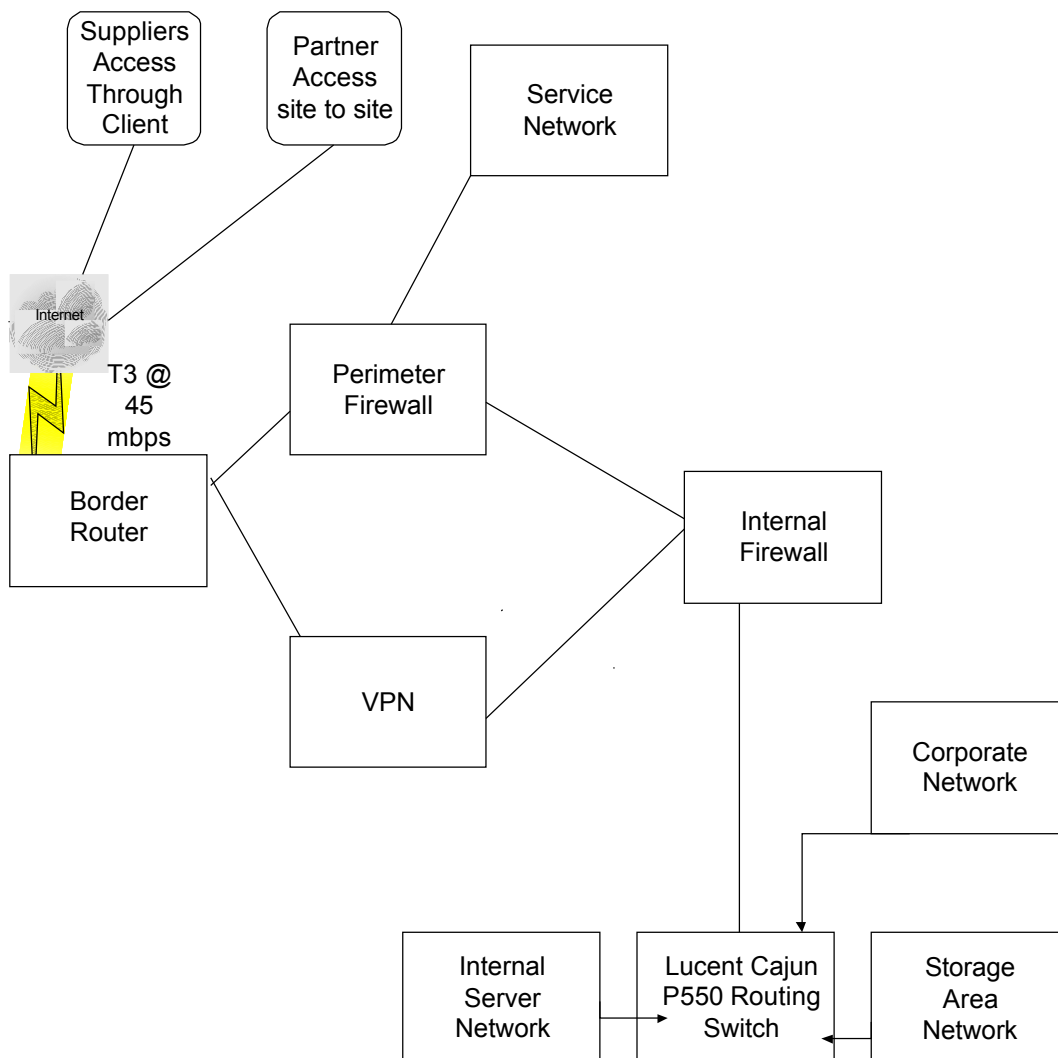 Suppliers
Access
Through
Client
Partner
Access
site to site
Service
Network
Internet
T3 @
45
mbps
Perimeter
Firewall
Border
Router
Internal
Firewall
VPN
Corporate
Network
Internal
Server
Network
Lucent Cajun
P550 Routing
Switch
Storage
Area
Network